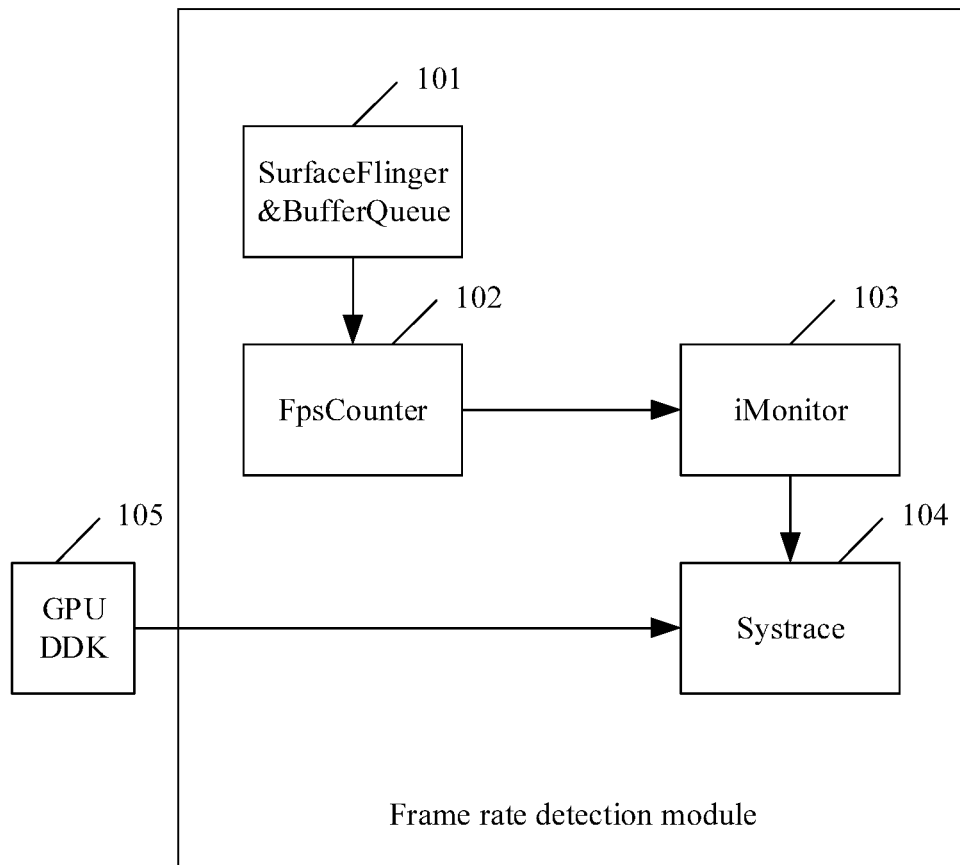 101
SurfaceFlinger
&BufferQueue
102
FpsCounter
103
iMonitor
105
GPU
DDK
104
Systrace
Frame rate detection module